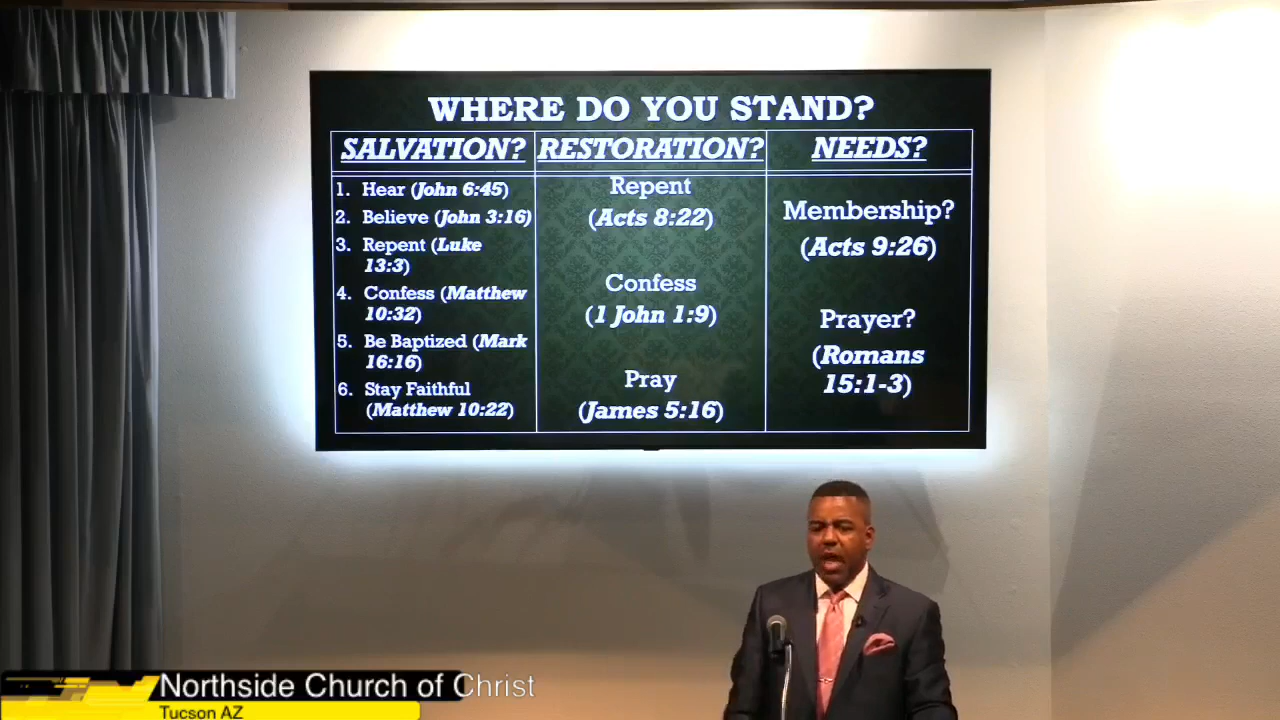 WHERE DO YOU STAND?
SALVATION?
1. Hear (John 6:45)
2. Believe (John 3:16)
3. Repent (Luke
13:3)
4. Confess (Matthew
10:32)
5. Be Baptized (Mark
16:16)
6. Stay Faithful
(Matthew 10:22)
RESTORATION?
Repent
(Acts 8:22)
Confess
(1 John 1:9)
Pray
(James 5:16)
NEEDS?
Membership?
(Acts 9:26)
Prayer?
(Romans
15:1-3)
Northside Church of Christ
Tucson AZ